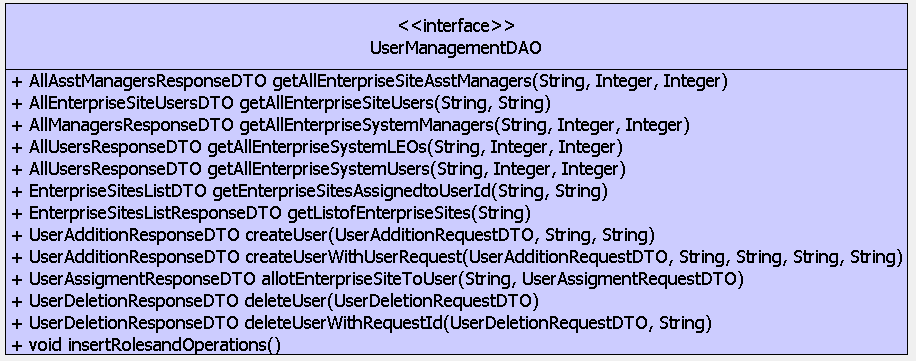 <<interface>>
UserManagementDAO
+ AllAsstManagersResponseDTO getAllEnterpriseSiteAsstManagers(String, Integer, Integer)
+ AllEnterpriseSiteUsersDTO getAllEnterpriseSiteUsers(String, String)
+ AllManagersResponseDTO getAllEnterpriseSystemManagers(String, Integer, Integer)
+ AllUsersResponseDTO getAllEnterpriseSystemLEOs(String, Integer, Integer)
+ AllUsersResponseDTO getAllEnterpriseSystemUsers(String, Integer, Integer)
+ EnterpriseSitesListDTO getEnterpriseSitesAssignedtoUserId(String, String)
+ EnterpriseSitesListResponseDTO getListofEnterpriseSites(String)
+ UserAdditionResponseDTO createUser(UserAdditionRequestDTO, String, String)
+ UserAdditionResponseDTO createUserWithUserRequest(UserAdditionRequestDTO, String, String, String, String)
+ UserAssigmentResponseDTO allotEnterpriseSiteToUser(String, UserAssigmentRequestDTO)
+ UserDeletionResponseDTO deleteUser(UserDeletionRequestDTO)
+ UserDeletionResponseDTO deleteUserWithRequestId(UserDeletionRequestDTO, String)
+ void insertRolesandOperations()